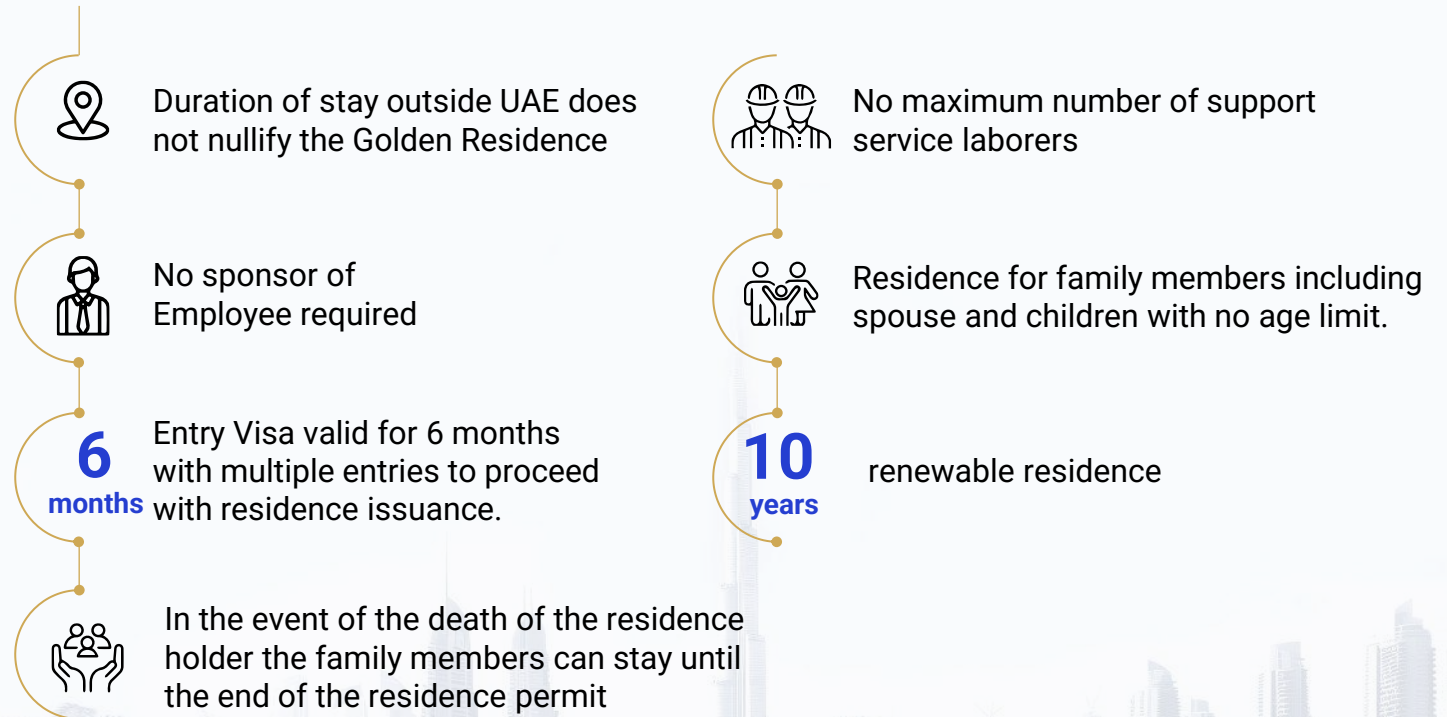 Duration of stay outside UAE does
not nullify the Golden Residence
No sponsor of
Employee required
6
months
Entry Visa valid for 6 months
with multiple entries to proceed
with residence issuance.
In the event of the death of the residence
holder the family members can stay until
the end of the residence permit
No maximum number of support
service laborers
Residence for family members including
spouse and children with no age limit.
10
years
renewable residence